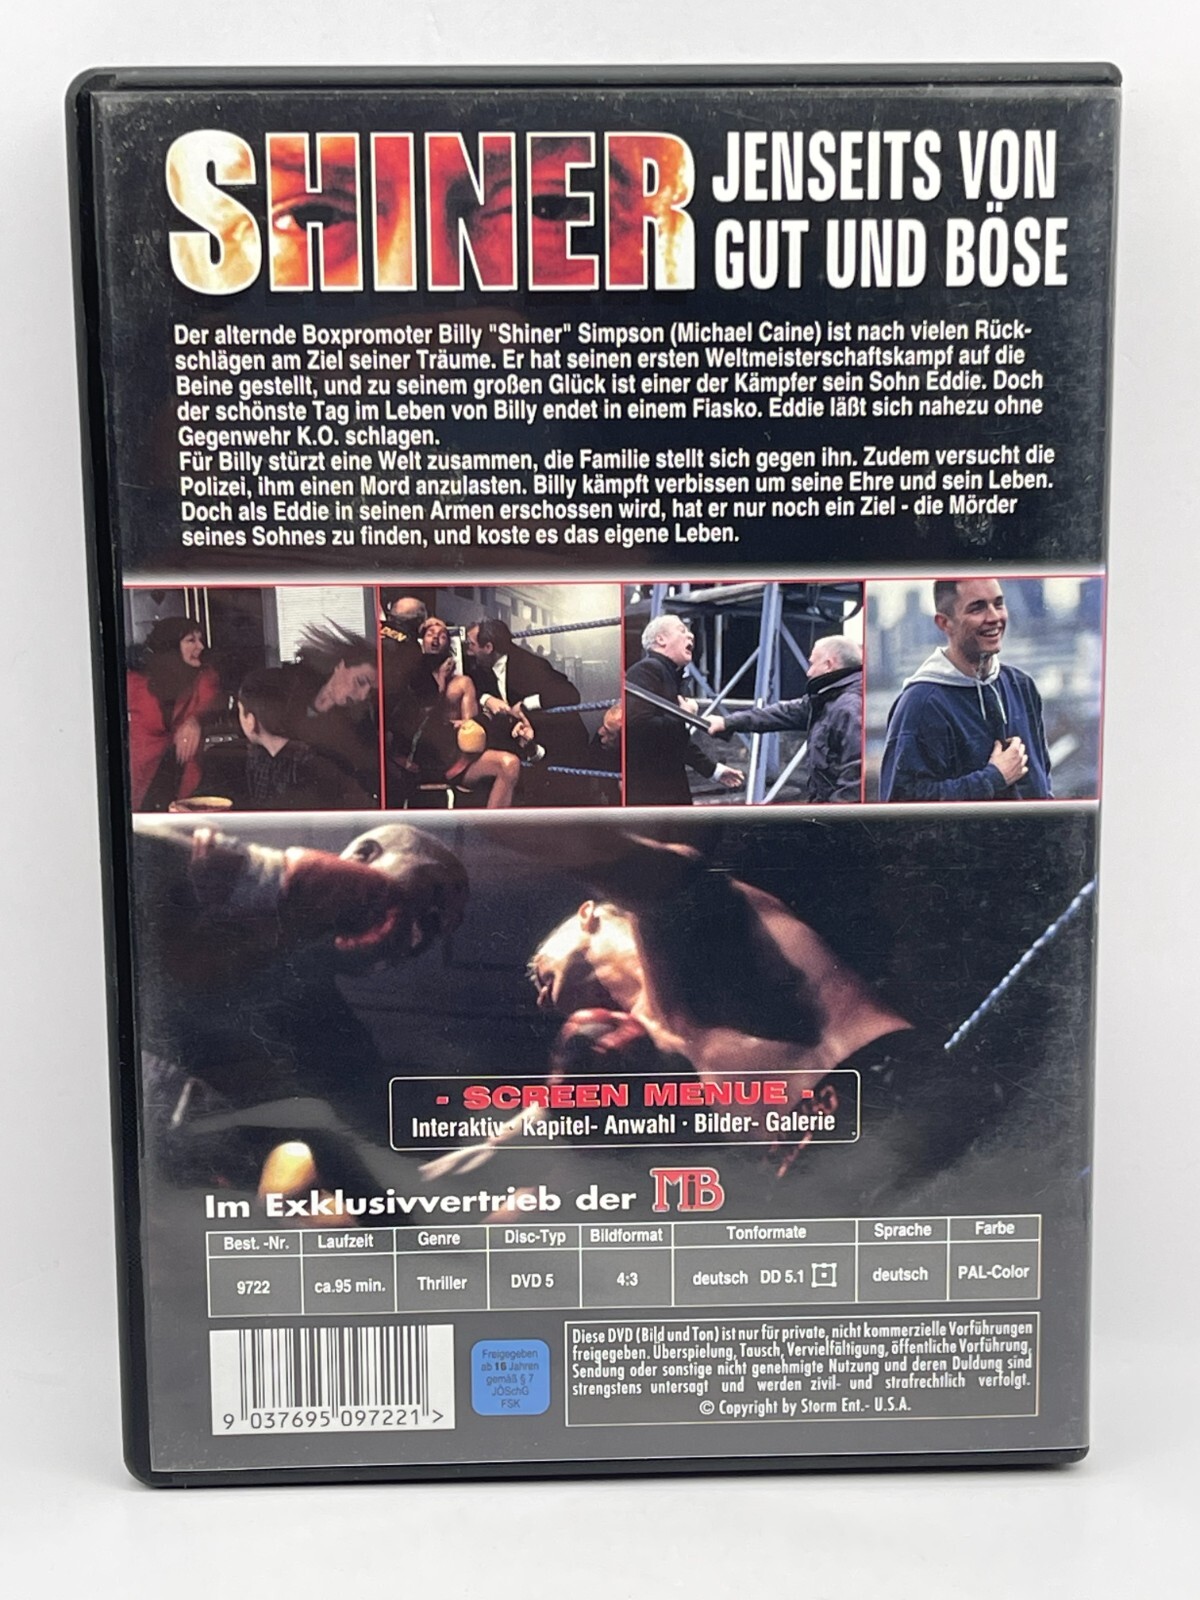 SHINER
JENSEITS VON
GUT UND BÖSE
Der alternde Boxpromoter Billy "Shiner" Simpson (Michael Caine) ist nach vielen Rück-
schlägen am Ziel seiner Träume. Er hat seinen ersten Weltmeisterschaftskampf auf die
Beine gestellt, und zu seinem großen Glück ist einer der Kämpfer sein Sohn Eddie. Doch
der schönste Tag im Leben von Billy endet in einem Fiasko. Eddie läßt sich nahezu ohne
Gegenwehr K.O. schlagen.
Für Billy stürzt eine Welt zusammen, die Familie stellt sich gegen ihn. Zudem versucht die
Polizei, ihm einen Mord anzulasten. Billy kämpft verbissen um seine Ehre und sein Leben.
Doch als Eddie in seinen Armen erschossen wird, hat er nur noch ein Ziel - die Mörder
seines Sohnes zu finden, und koste es das eigene Leben.
- SCREEN MENUE -
Interaktiv · Kapitel- Anwahl · Bilder- Galerie
Im Exklusivvertrieb der MiB
Best. -Nr. Laufzeit Genre Disc-Typ Bildformat Tonformate Sprache Farbe
9722 ca.95 min. Thriller DVD 5 4:3 deutsch DD 5.1 deutsch PAL-Color
9 037695 097221 >
Freigegeben
ab 16 Jahren
gemäß § 7
JÖSchG
FSK
Diese DVD (Bild und Ton) ist nur für private, nicht kommerzielle Vorführungen
freigegeben. Überspielung, Tausch, Vervielfältigung, öffentliche Vorführung,
Sendung oder sonstige nicht genehmigte Nutzung und deren Duldung sind
strengstens untersagt und werden zivil- und strafrechtlich verfolgt.
© Copyright by Storm Ent.- U.S.A.